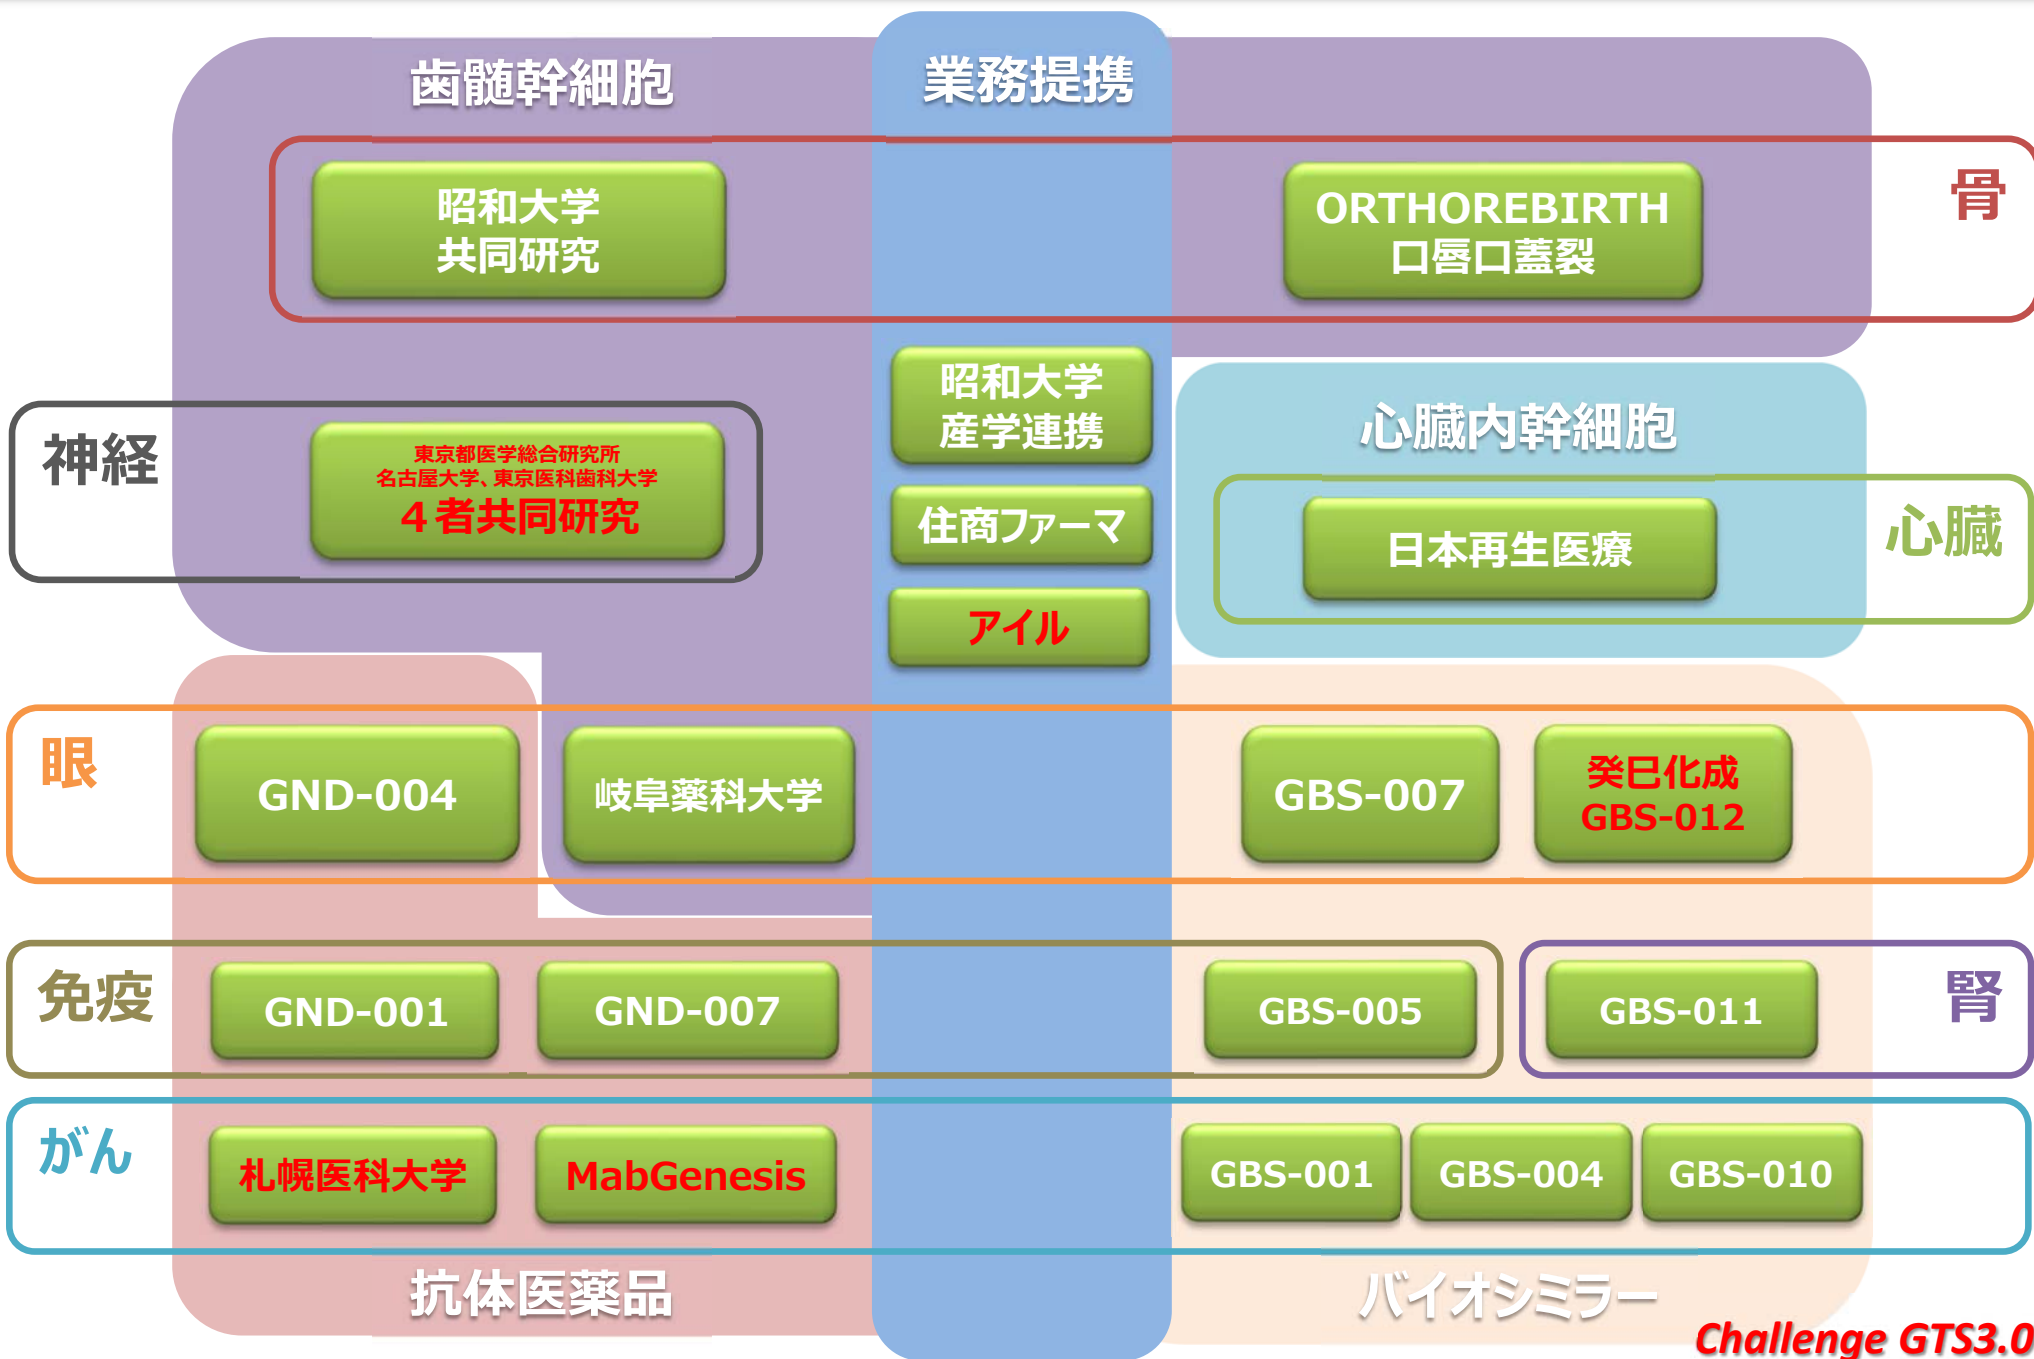 歯髄幹細胞
業務提携
昭和大学
共同研究
ORTHOREBIRTH
口唇口蓋裂
骨
神経
東京都医学総合研究所
名古屋大学、東京医科歯科大学
４者共同研究
昭和大学
産学連携
住商ファーマ
アイル
心臓内幹細胞
日本再生医療
心臓
眼
GND-004
岐阜薬科大学
GBS-007
癸巳化成
GBS-012
免疫
GND-001
GND-007
GBS-005
GBS-011
腎
がん
札幌医科大学
MabGenesis
GBS-001
GBS-004
GBS-010
抗体医薬品
バイオシミラー
Challenge GTS3.0